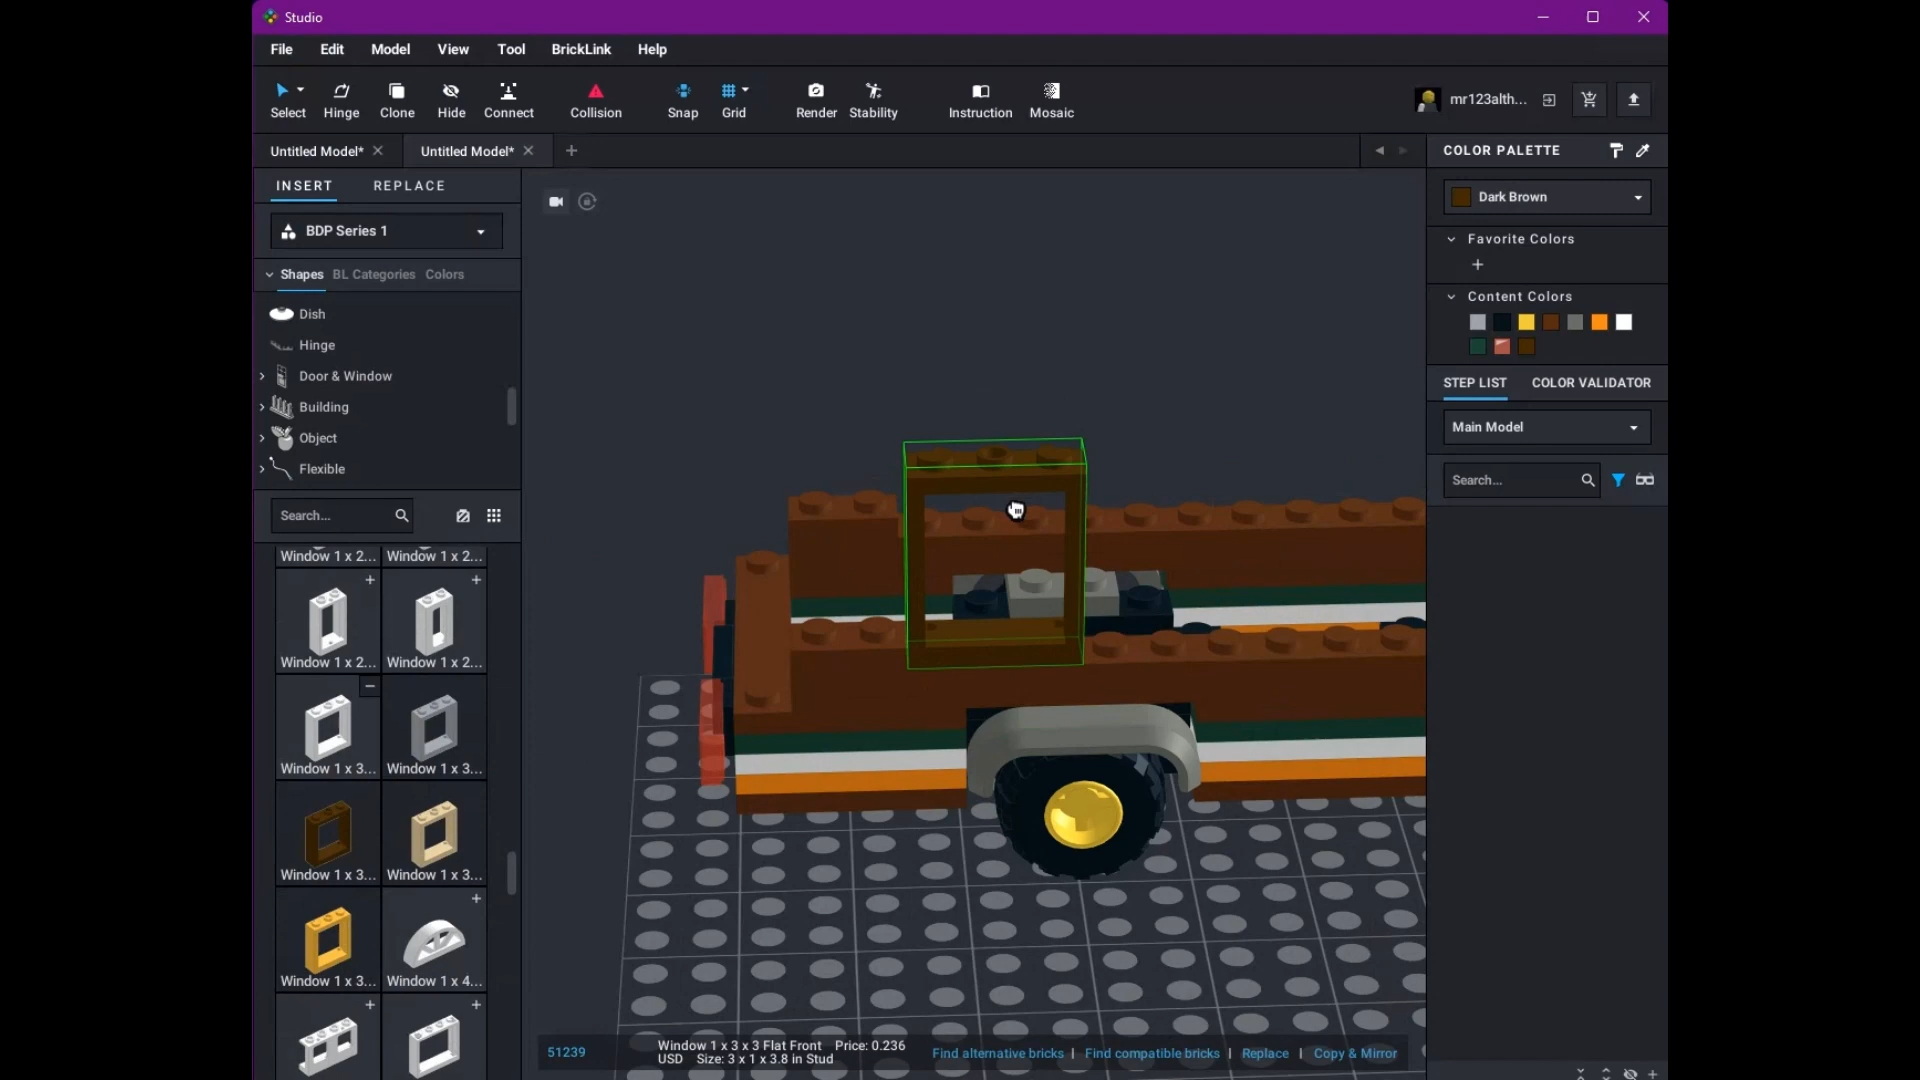 Studio
File Edit Model View Tool BrickLink Help
Select Hinge Clone Hide Connect Collision Snap Grid Render Stability Instruction Mosaic
mr123alth...
Untitled Model* Untitled Model*
INSERT REPLACE
BDP Series 1
Shapes BL Categories Colors
Dish
Hinge
Door & Window
Building
Object
Flexible
Search...
Window 1 x 2... Window 1 x 2...
Window 1 x 2... Window 1 x 2...
Window 1 x 3... Window 1 x 3...
Window 1 x 3... Window 1 x 3...
Window 1 x 3... Window 1 x 4...
51239
Window 1 x 3 x 3 Flat Front Price: 0.236
USD Size: 3 x 1 x 3.8 in Stud
Find alternative bricks | Find compatible bricks | Replace | Copy & Mirror
COLOR PALETTE
Dark Brown
Favorite Colors
Content Colors
STEP LIST COLOR VALIDATOR
Main Model
Search...